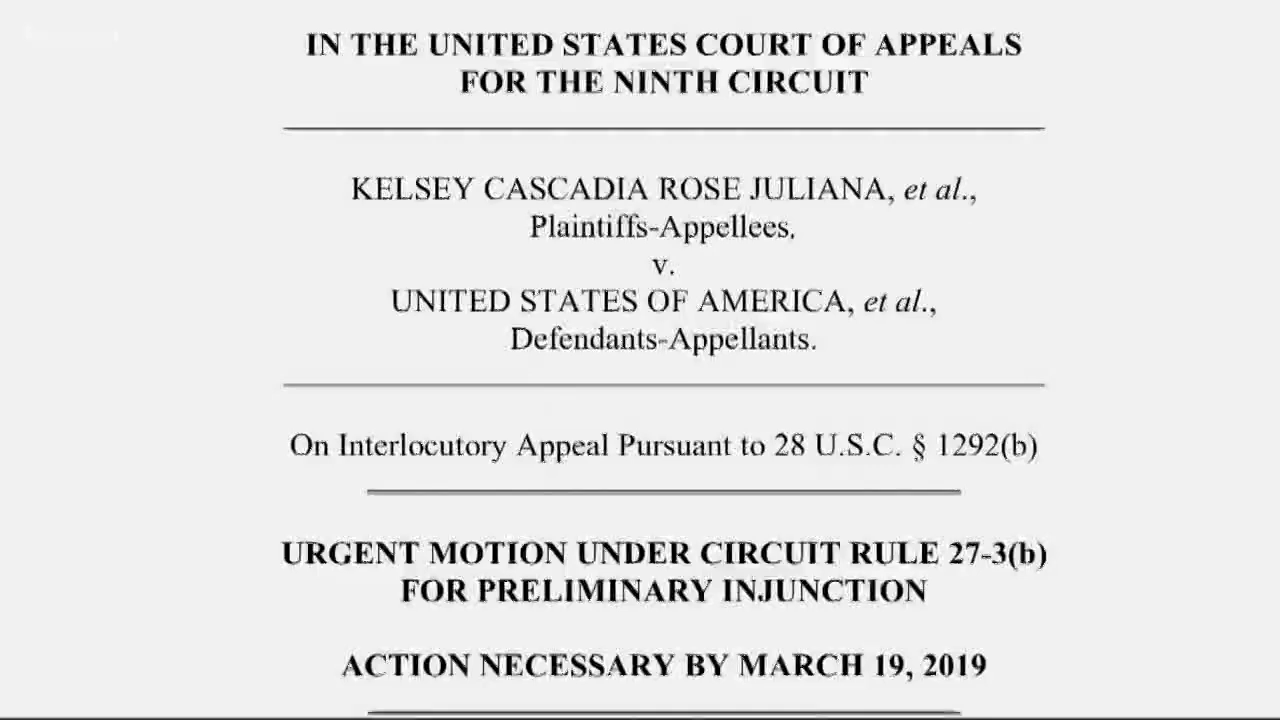 IN THE UNITED STATES COURT OF APPEALS
FOR THE NINTH CIRCUIT
KELSEY CASCADIA ROSE JULIANA, et al.,
Plaintiffs-Appellees,
v.
UNITED STATES OF AMERICA, et al.,
Defendants-Appellants.
On Interlocutory Appeal Pursuant to 28 U.S.C. § 1292(b)
URGENT MOTION UNDER CIRCUIT RULE 27-3(b)
FOR PRELIMINARY INJUNCTION
ACTION NECESSARY BY MARCH 19, 2019